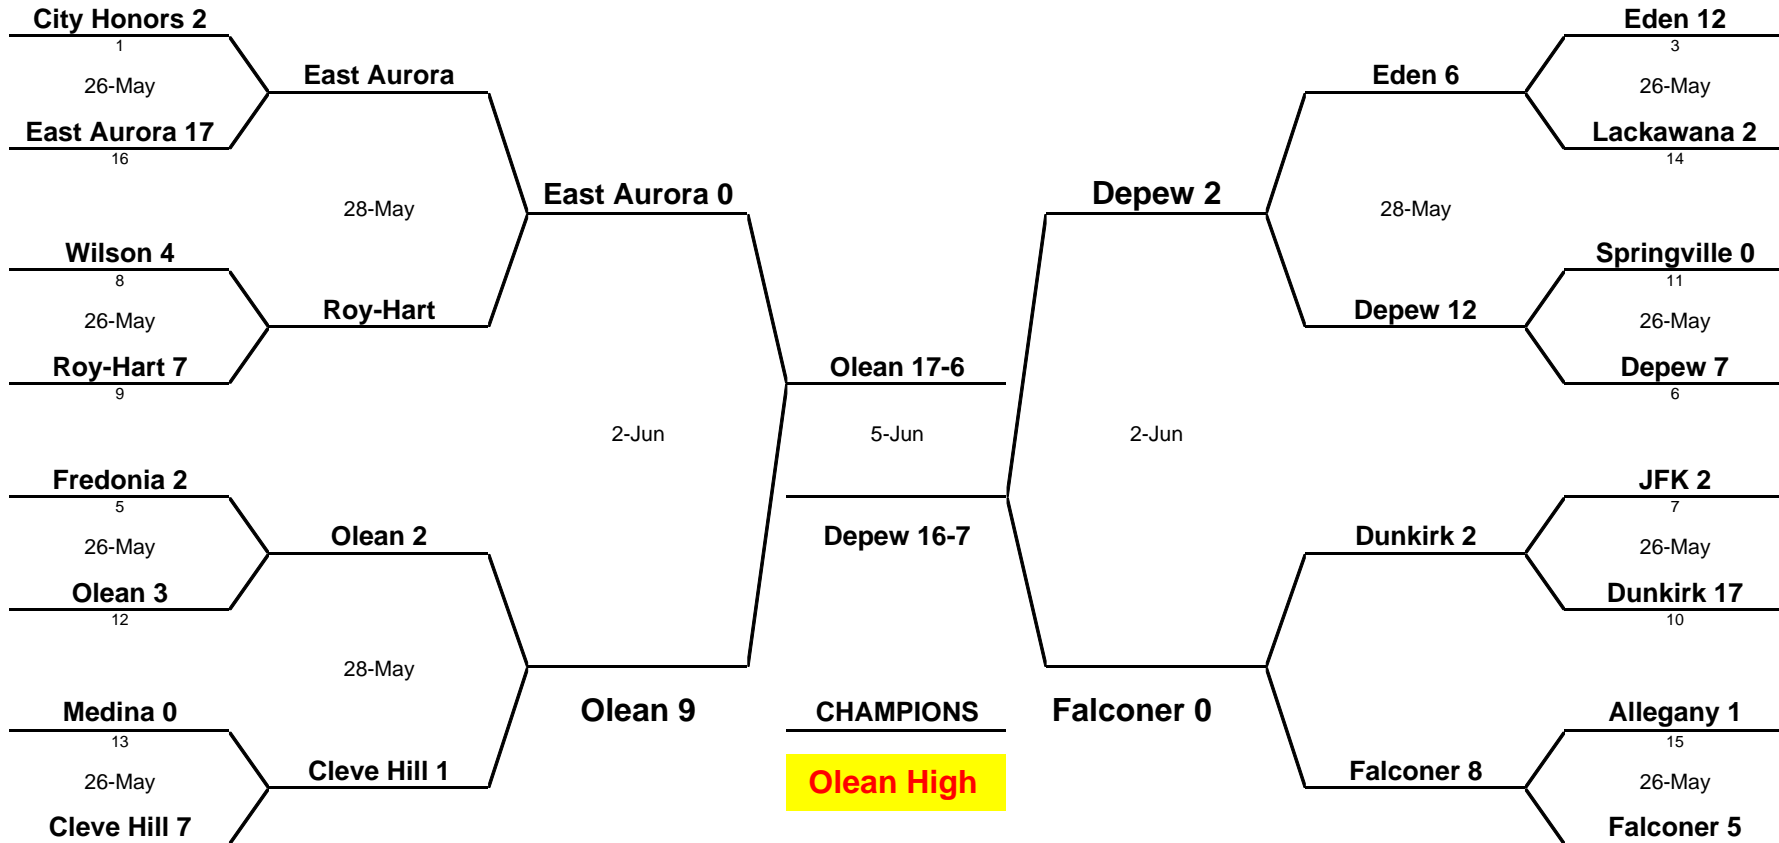 City Honors 2
1
26-May
East Aurora 17
16
East Aurora
28-May
Wilson 4
8
26-May
Roy-Hart 7
9
Roy-Hart
East Aurora 0
2-Jun
Fredonia 2
5
26-May
Olean 3
12
Olean 2
28-May
Medina 0
13
26-May
Cleve Hill 7
Cleve Hill 1
Olean 9
Olean 17-6
5-Jun
Depew 16-7
CHAMPIONS
Olean High
Depew 2
2-Jun
Falconer 0
Eden 6
28-May
Depew 12
Eden 12
3
26-May
Lackawana 2
14
Springville 0
11
26-May
Depew 7
6
Dunkirk 2
JFK 2
7
26-May
Dunkirk 17
10
Falconer 8
Allegany 1
15
26-May
Falconer 5